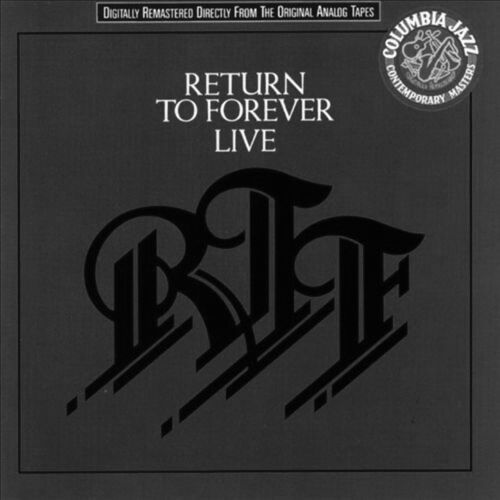 DIGITALLY REMASTERED DIRECTLY FROM THE ORIGINAL ANALOG TAPES
COLUMBIA JAZZ
CONTEMPORARY MASTERS
RETURN
TO FOREVER
LIVE
RTF